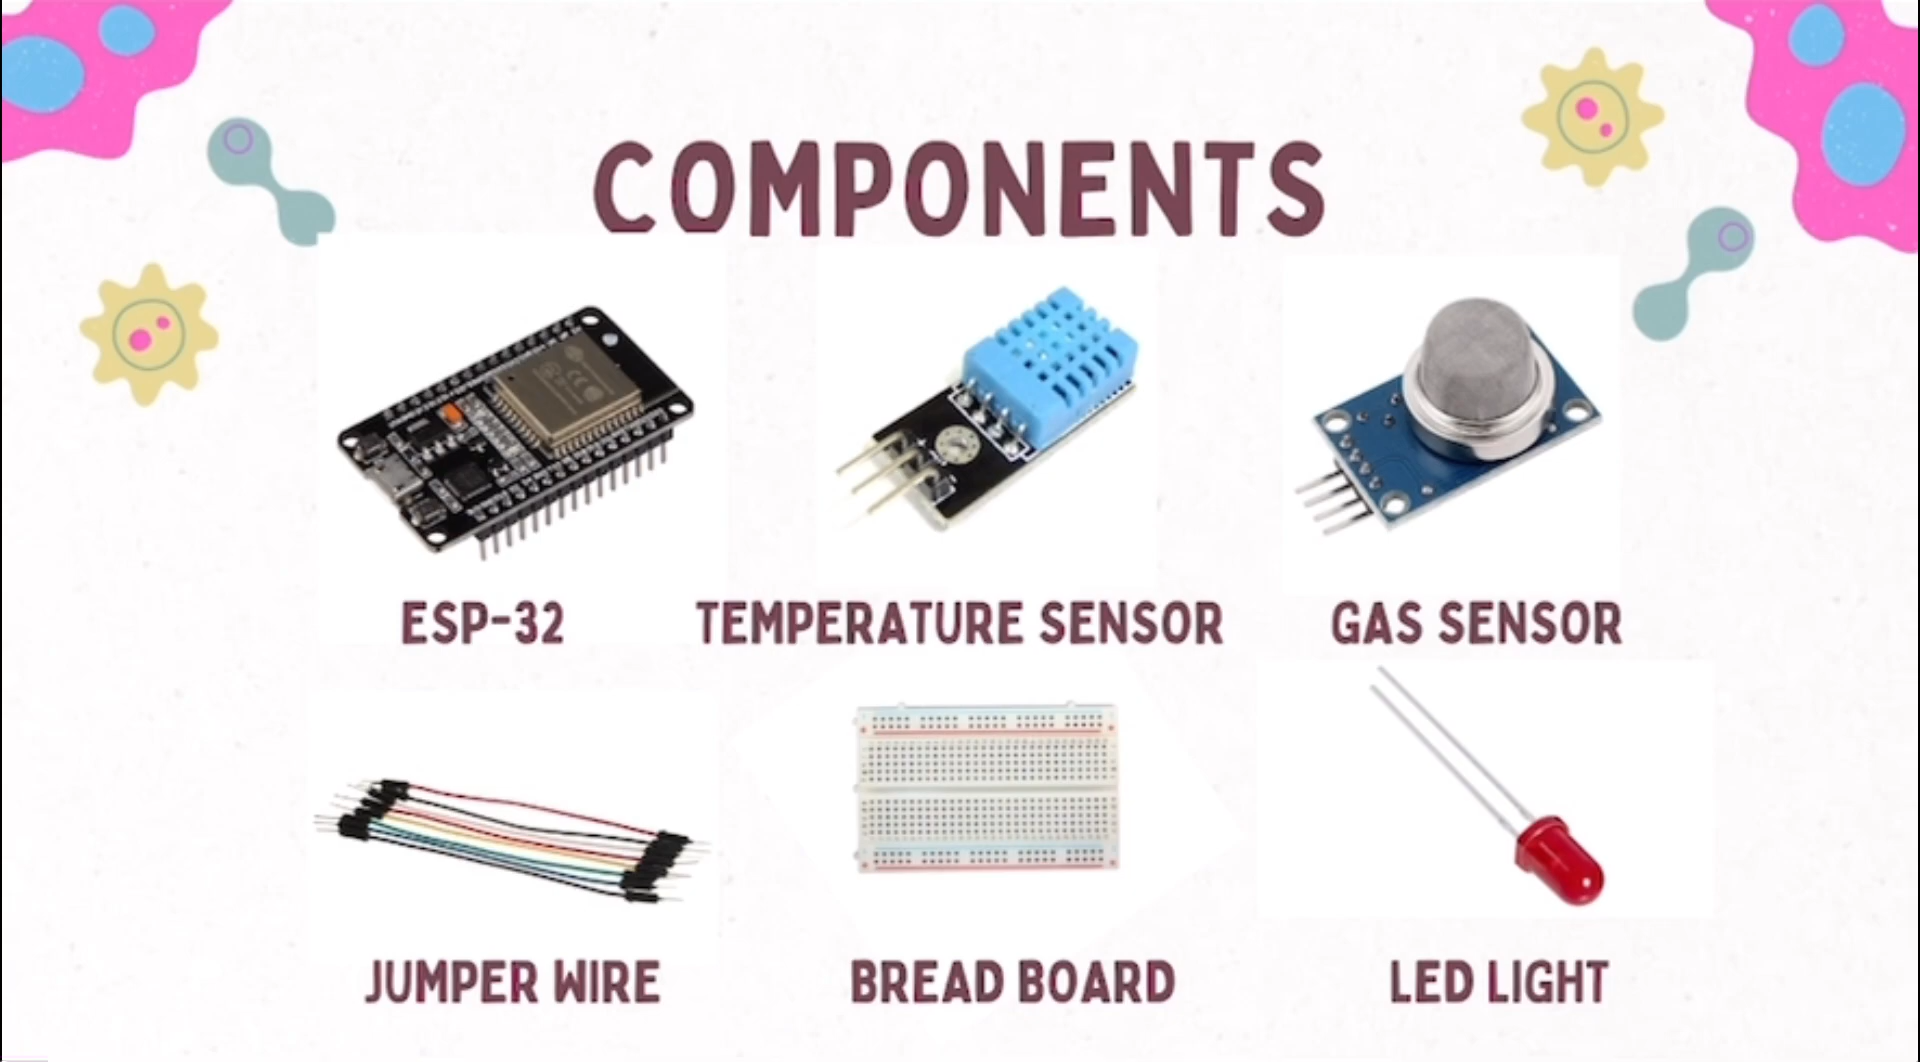 COMPONENTS
ESP-32
TEMPERATURE SENSOR
GAS SENSOR
JUMPER WIRE
BREAD BOARD
LED LIGHT